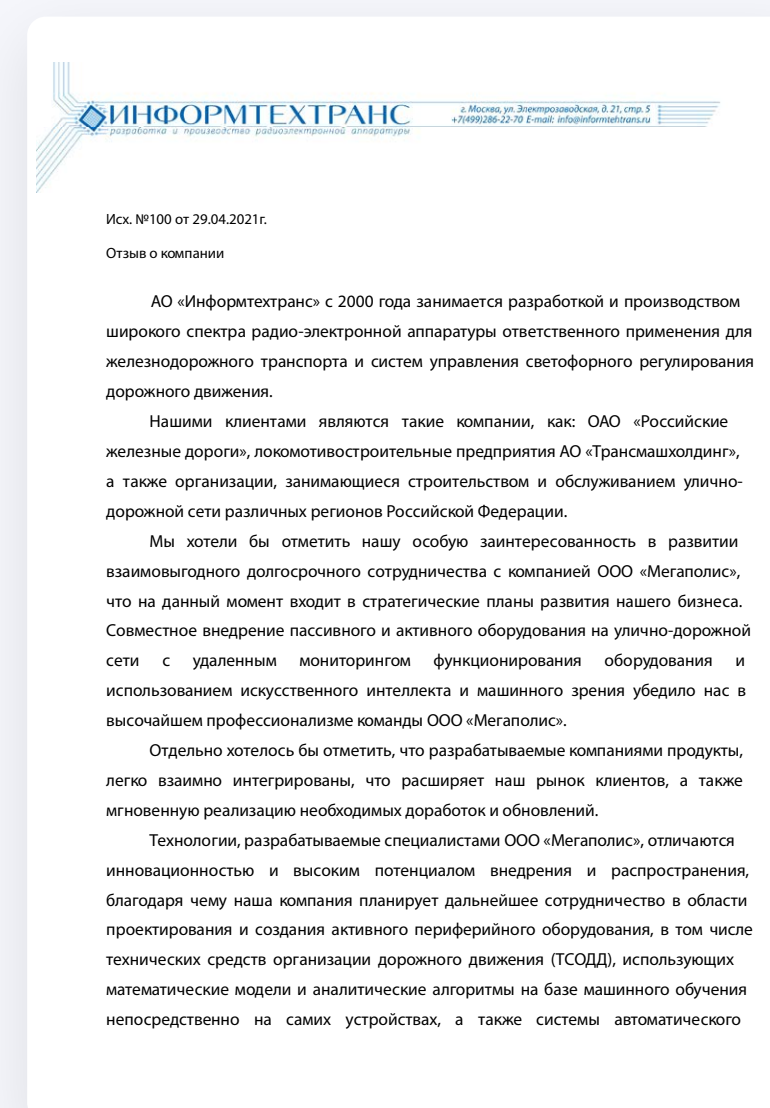 ИНФОРМТЕХТРАНС
разработка и производство радиоэлектронной аппаратуры
г. Москва, ул. Электрозаводская, д. 21, стр. 5
+7(499)286-22-70 E-mail: info@informtehtrans.ru
Исх. №100 от 29.04.2021г.
Отзыв о компании
АО «Информтехтранс» с 2000 года занимается разработкой и производством
широкого спектра радио-электронной аппаратуры ответственного применения для
железнодорожного транспорта и систем управления светофорного регулирования
дорожного движения.
Нашими клиентами являются такие компании, как: ОАО «Российские
железные дороги», локомотивостроительные предприятия АО «Трансмашхолдинг»,
а также организации, занимающиеся строительством и обслуживанием улично-
дорожной сети различных регионов Российской Федерации.
Мы хотели бы отметить нашу особую заинтересованность в развитии
взаимовыгодного долгосрочного сотрудничества с компанией ООО «Мегаполис»,
что на данный момент входит в стратегические планы развития нашего бизнеса.
Совместное внедрение пассивного и активного оборудования на улично-дорожной
сети с удаленным мониторингом функционирования оборудования и
использованием искусственного интеллекта и машинного зрения убедило нас в
высочайшем профессионализме команды ООО «Мегаполис».
Отдельно хотелось бы отметить, что разрабатываемые компаниями продукты,
легко взаимно интегрированы, что расширяет наш рынок клиентов, а также
мгновенную реализацию необходимых доработок и обновлений.
Технологии, разрабатываемые специалистами ООО «Мегаполис», отличаются
инновационностью и высоким потенциалом внедрения и распространения,
благодаря чему наша компания планирует дальнейшее сотрудничество в области
проектирования и создания активного периферийного оборудования, в том числе
технических средств организации дорожного движения (ТСОДД), использующих
математические модели и аналитические алгоритмы на базе машинного обучения
непосредственно на самих устройствах, а также системы автоматического